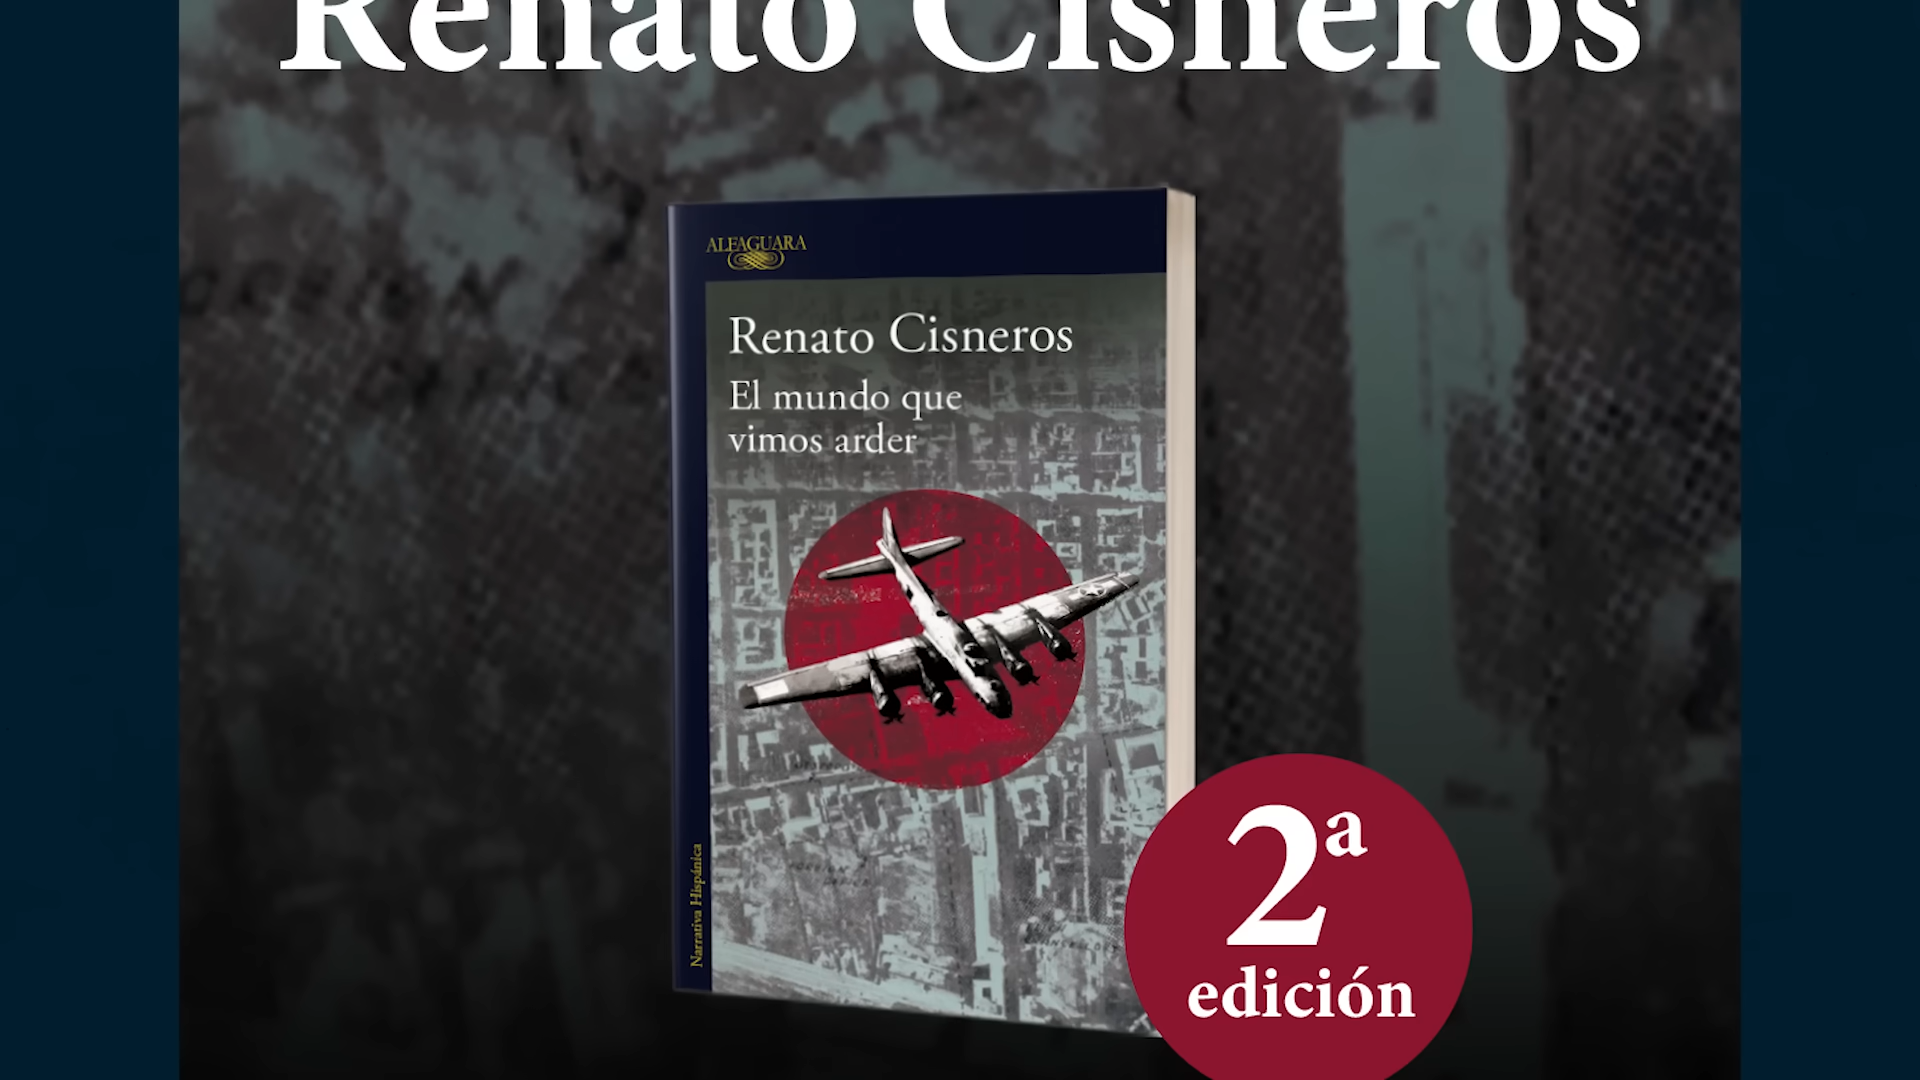 Renato Cisneros
ALFAGUARA
Renato Cisneros
El mundo que
vimos arder
Narrativa Hispánica
2ª
edición